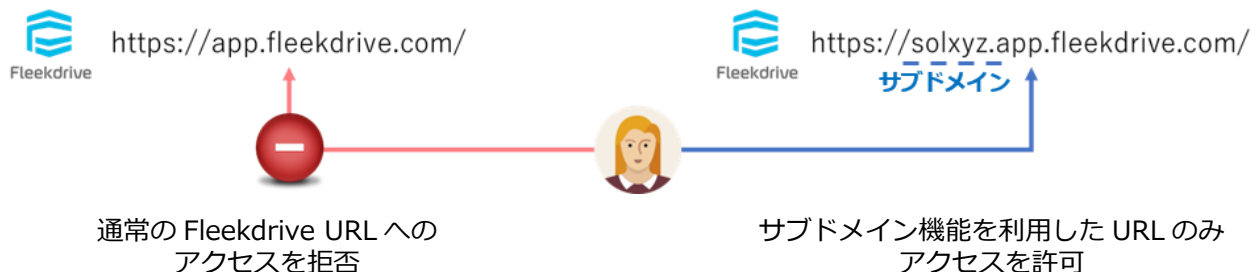 Fleekdrive
https://app.fleekdrive.com/
Fleekdrive
https://solxyz.app.fleekdrive.com/
サブドメイン
通常の Fleekdrive URL への
アクセスを拒否
サブドメイン機能を利用した URL のみ
アクセスを許可